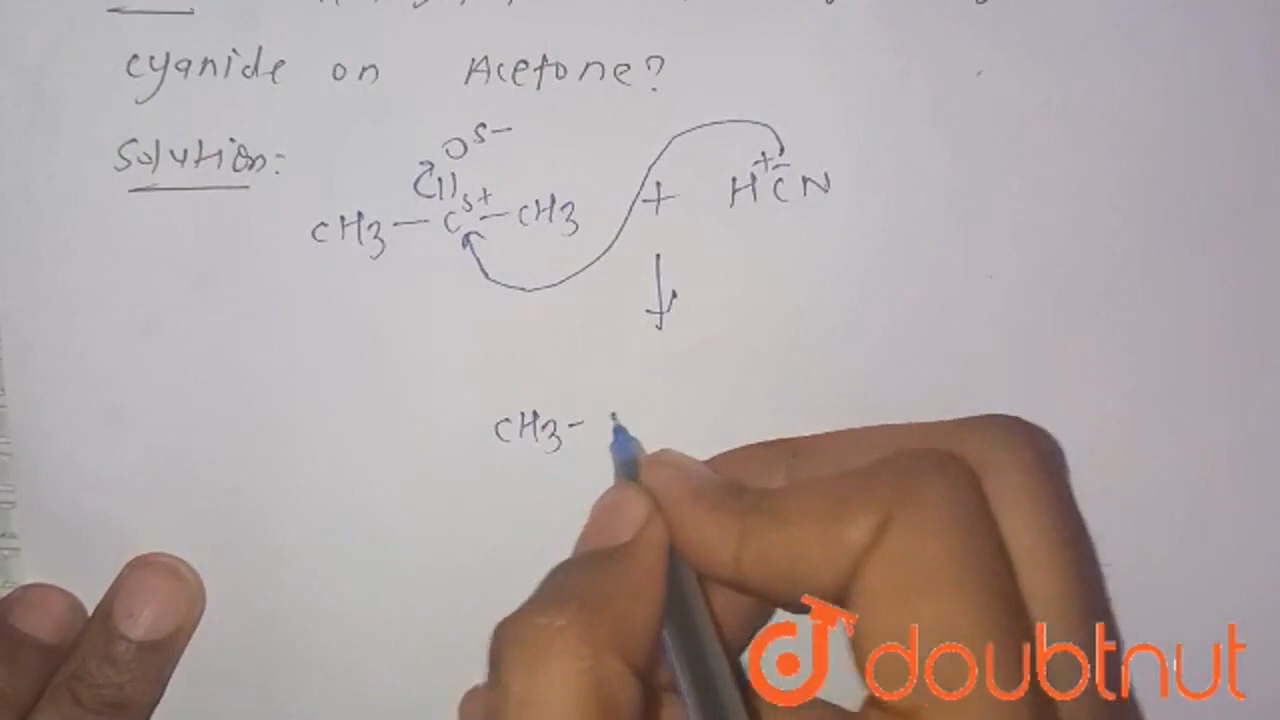 cyanide on Acetone?
Solution:
O δ-
|| δ+
CH3 - C - CH3 + H+ C-N
CH3 -
doubtnut